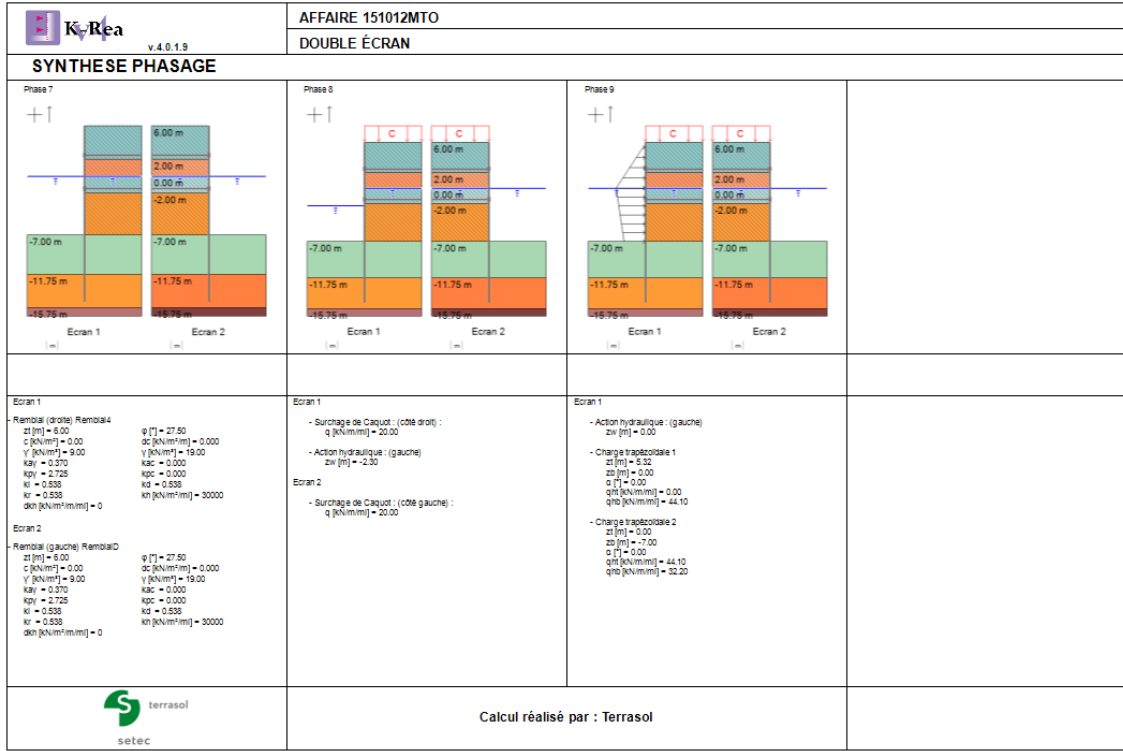 K-Rea
v.4.0.1.9
AFFAIRE 151012MTO
DOUBLE ÉCRAN
SYNTHESE PHASAGE
Phase 7
6.00 m
2.00 m
0.00 m
-2.00 m
-7.00 m
-7.00 m
-11.75 m
-11.75 m
-15.75 m
-15.75 m
Ecran 1
Ecran 2
Phase 8
C
C
6.00 m
2.00 m
0.00 m
-2.00 m
-7.00 m
-7.00 m
-11.75 m
-11.75 m
-15.75 m
-15.75 m
Ecran 1
Ecran 2
Phase 9
C
C
6.00 m
2.00 m
0.00 m
-2.00 m
-7.00 m
-7.00 m
-11.75 m
-11.75 m
-15.75 m
-15.75 m
Ecran 1
Ecran 2
Ecran 1
- Remblai (droite) Remblai4
zt [m] = 6.00 φ [°] = 27.50
c [kN/m²] = 0.00 dc [kN/m²/m] = 0.000
γ' [kN/m³] = 9.00 γ [kN/m³] = 19.00
kaγ = 0.370 kac = 0.000
kpγ = 2.725 kpc = 0.000
ki = 0.538 kd = 0.538
kr = 0.538 kh [kN/m²/ml] = 30000
dkh [kN/m²/m/ml] = 0
Ecran 2
- Remblai (gauche) RemblaiD
zt [m] = 6.00 φ [°] = 27.50
c [kN/m²] = 0.00 dc [kN/m²/m] = 0.000
γ' [kN/m³] = 9.00 γ [kN/m³] = 19.00
kaγ = 0.370 kac = 0.000
kpγ = 2.725 kpc = 0.000
ki = 0.538 kd = 0.538
kr = 0.538 kh [kN/m²/ml] = 30000
dkh [kN/m²/m/ml] = 0
Ecran 1
- Surchage de Caquot : (côté droit) :
q [kN/m/ml] = 20.00
- Action hydraulique : (gauche)
zw [m] = -2.30
Ecran 2
- Surchage de Caquot : (côté gauche) :
q [kN/m/ml] = 20.00
Ecran 1
- Action hydraulique : (gauche)
zw [m] = 0.00
- Charge trapézoïdale 1
zt [m] = 5.32
zb [m] = 0.00
α [°] = 0.00
qht [kN/m/ml] = 0.00
qhb [kN/m/ml] = 44.10
- Charge trapézoïdale 2
zt [m] = 0.00
zb [m] = -7.00
α [°] = 0.00
qht [kN/m/ml] = 44.10
qhb [kN/m/ml] = 32.20
terrasol
setec
Calcul réalisé par : Terrasol